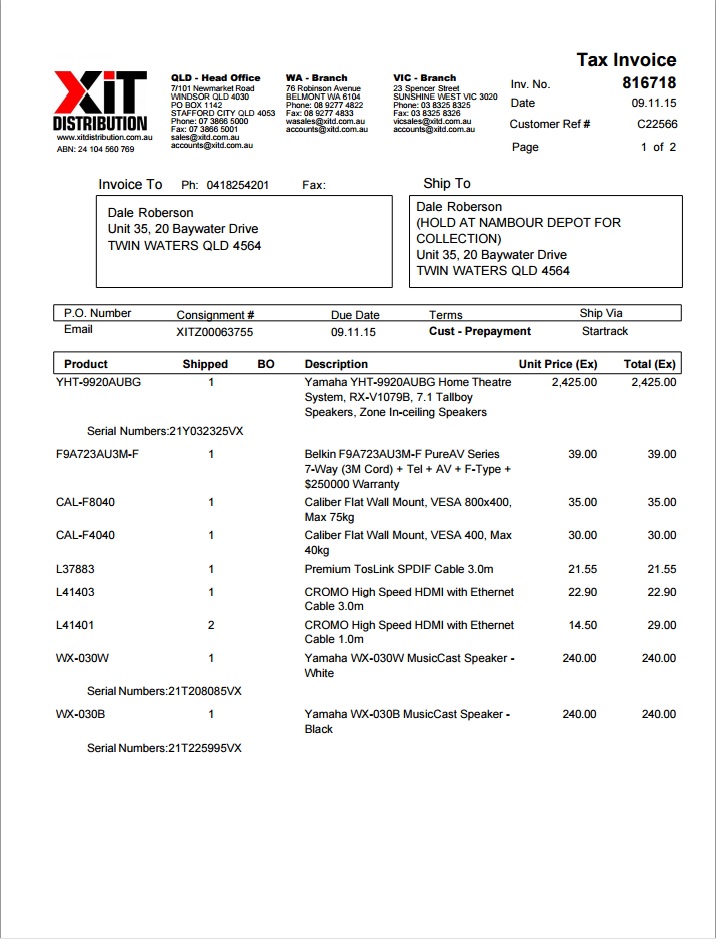 Tax Invoice
XiT
DISTRIBUTION
www.xitdistribution.com.au
ABN: 24 104 560 769
QLD - Head Office
7/101 Newmarket Road
WINDSOR QLD 4030
PO BOX 1142
STAFFORD CITY QLD 4053
Phone: 07 3866 5000
Fax: 07 3866 5001
sales@xitd.com.au
accounts@xitd.com.au
WA - Branch
76 Robinson Avenue
BELMONT WA 6104
Phone: 08 9277 4822
Fax: 08 9277 4833
wasales@xitd.com.au
accounts@xitd.com.au
VIC - Branch
23 Spencer Street
SUNSHINE WEST VIC 3020
Phone: 03 8325 8325
Fax: 03 8325 8326
vicsales@xitd.com.au
accounts@xitd.com.au
Inv. No. 816718
Date 09.11.15
Customer Ref # C22566
Page 1 of 2
Invoice To Ph: 0418254201 Fax:
Dale Roberson
Unit 35, 20 Baywater Drive
TWIN WATERS QLD 4564
Ship To
Dale Roberson
(HOLD AT NAMBOUR DEPOT FOR
COLLECTION)
Unit 35, 20 Baywater Drive
TWIN WATERS QLD 4564
P.O. Number Consignment # Due Date Terms Ship Via
Email XITZ00063755 09.11.15 Cust - Prepayment Startrack
Product Shipped BO Description Unit Price (Ex) Total (Ex)
YHT-9920AUBG 1 Yamaha YHT-9920AUBG Home Theatre 2,425.00 2,425.00
System, RX-V1079B, 7.1 Tallboy
Speakers, Zone In-ceiling Speakers
Serial Numbers:21Y032325VX
F9A723AU3M-F 1 Belkin F9A723AU3M-F PureAV Series 39.00 39.00
7-Way (3M Cord) + Tel + AV + F-Type +
$250000 Warranty
CAL-F8040 1 Caliber Flat Wall Mount, VESA 800x400, 35.00 35.00
Max 75kg
CAL-F4040 1 Caliber Flat Wall Mount, VESA 400, Max 30.00 30.00
40kg
L37883 1 Premium TosLink SPDIF Cable 3.0m 21.55 21.55
L41403 1 CROMO High Speed HDMI with Ethernet 22.90 22.90
Cable 3.0m
L41401 2 CROMO High Speed HDMI with Ethernet 14.50 29.00
Cable 1.0m
WX-030W 1 Yamaha WX-030W MusicCast Speaker - 240.00 240.00
White
Serial Numbers:21T208085VX
WX-030B 1 Yamaha WX-030B MusicCast Speaker - 240.00 240.00
Black
Serial Numbers:21T225995VX